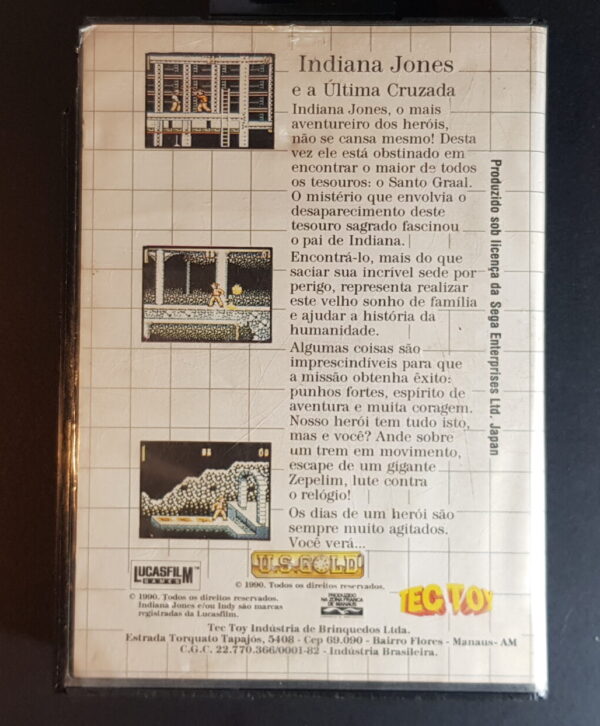 Indiana Jones
e a Última Cruzada
Indiana Jones, o mais
aventureiro dos heróis,
não se cansa mesmo! Desta
vez ele está obstinado em
encontrar o maior de todos
os tesouros: o Santo Graal.
O mistério que envolvia o
desaparecimento deste
tesouro sagrado fascinou
o pai de Indiana.
Encontrá-lo, mais do que
saciar sua incrível sede por
perigo, representa realizar
este velho sonho de família
e ajudar a história da
humanidade.
Algumas coisas são
imprescindíveis para que
a missão obtenha êxito:
punhos fortes, espírito de
aventura e muita coragem.
Nosso herói tem tudo isto,
mas e você? Ande sobre
um trem em movimento,
escape de um gigante
Zepelim, lute contra
o relógio!
Os dias de um herói são
sempre muito agitados.
Você verá...
Produzido sob licença da Sega Enterprises Ltd. Japan
LUCASFILM™
GAMES
U.S. GOLD
© 1990. Todos os direitos reservados.
© 1990. Todos os direitos reservados.
Indiana Jones e/ou Indy são marcas
registradas da Lucasfilm.
PRODUZIDO
NA ZONA FRANCA
DE MANAUS
TEC TOY
Tec Toy Indústria de Brinquedos Ltda.
Estrada Torquato Tapajós, 5408 - Cep 69.090 - Bairro Flores - Manaus- AM
C.G.C. 22.770.366/0001-82 - Indústria Brasileira.